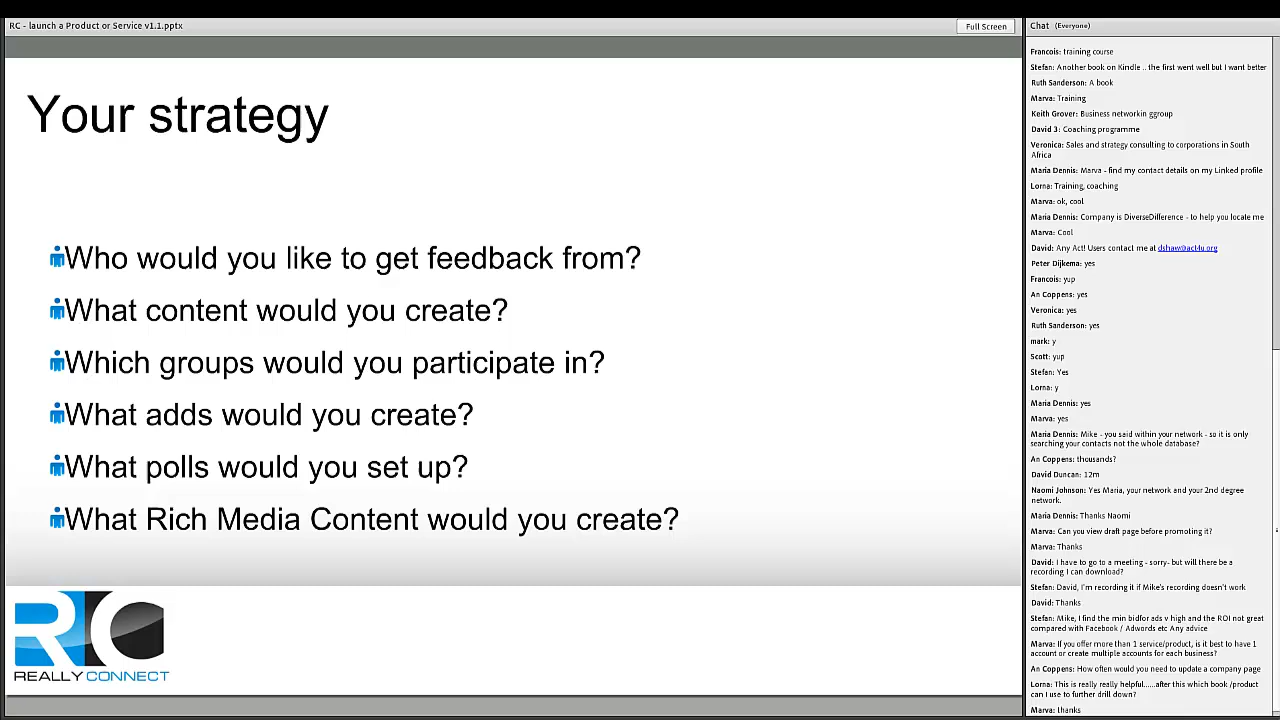 RC - launch a Product or Service v1.1.pptx
Full Screen
Your strategy
Who would you like to get feedback from?
What content would you create?
Which groups would you participate in?
What adds would you create?
What polls would you set up?
What Rich Media Content would you create?
RC
REALLYCONNECT
Chat (Everyone)
Francois: training course
Stefan: Another book on Kindle .. the first went well but I want better
Ruth Sanderson: A book
Marva: Training
Keith Grover: Business networkin ggroup
David 3: Coaching programme
Veronica: Sales and strategy consulting to corporations in South
Africa
Maria Dennis: Marva - find my contact details on my Linked profile
Lorna: Training, coaching
Marva: ok, cool
Maria Dennis: Company is DiverseDifference - to help you locate me
Marva: Cool
David: Any Act! Users contact me at dshaw@act4u.org
Peter Dijkema: yes
Francois: yup
An Coppens: yes
Veronica: yes
Ruth Sanderson: yes
mark: y
Scott: yup
Stefan: Yes
Lorna: y
Maria Dennis: yes
Marva: yes
Maria Dennis: Mike - you said within your network - so it is only
searching your contacts not the whole database?
An Coppens: thousands?
David Duncan: 12m
Naomi Johnson: Yes Maria, your network and your 2nd degree
network.
Maria Dennis: Thanks Naomi
Marva: Can you view draft page before promoting it?
Marva: Thanks
David: I have to go to a meeting - sorry- but will there be a
recording I can download?
Stefan: David, I'm recording it if Mike's recording doesn't work
David: Thanks
Stefan: Mike, I find the min bidfor ads v high and the ROI not great
compared with Facebook / Adwords etc Any advice
Marva: If you offer more than 1 service/product, is it best to have 1
account or create multiple accounts for each business?
An Coppens: How often would you need to update a company page
Lorna: This is really really helpful......after this which book /product
can I use to further drill down?
Marva: thanks